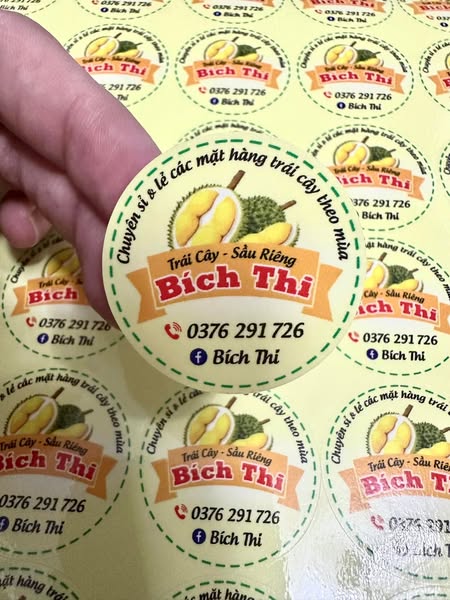 Chuyên sỉ & lẻ các mặt hàng trái cây theo mùa
Trái Cây - Sầu Riêng
Bích Thi
0376 291 726
Bích Thi